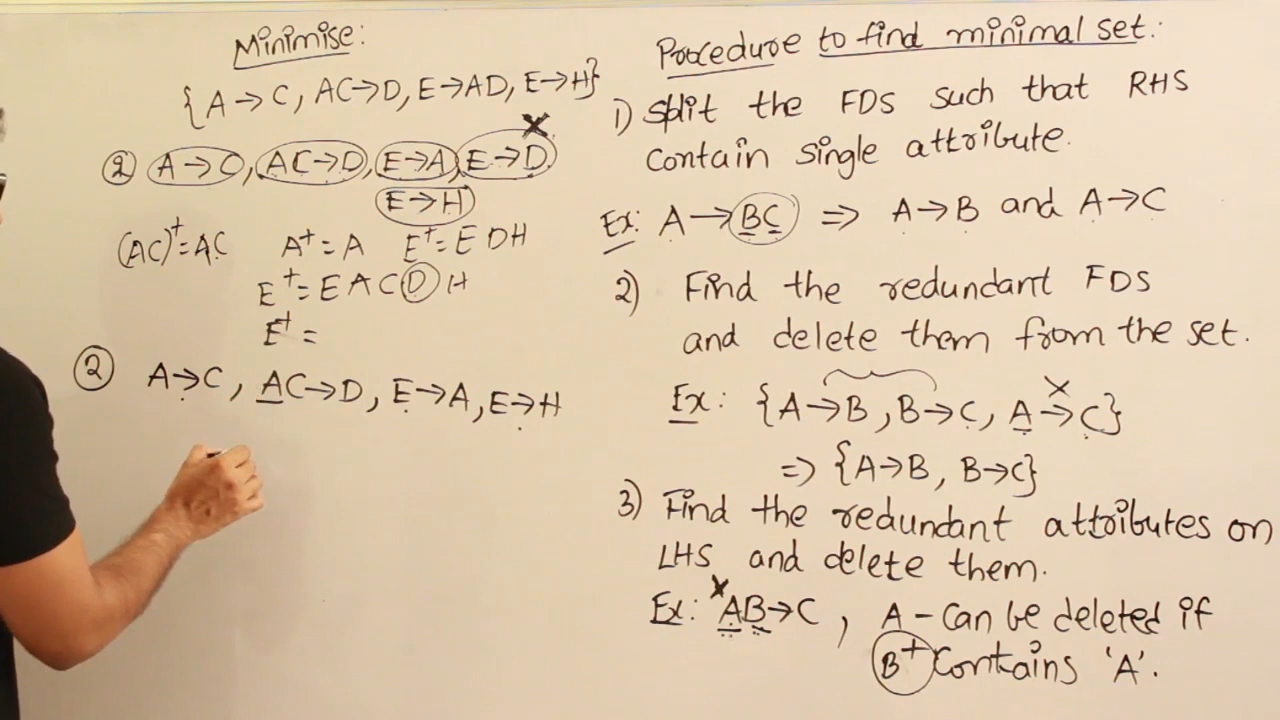 Minimise:
{A→C, AC→D, E→AD, E→H}
① A→C, AC→D, E→A, E→D
E→H
(AC)⁺=AC A⁺=A E⁺=EDH
E⁺=EACDH
E⁺=
② A→C, AC→D, E→A, E→H
Procedure to find minimal set:
1) Split the FDS such that RHS
contain single attribute.
Ex: A→BC ⇒ A→B and A→C
2) Find the redundant FDS
and delete them from the set.
Ex: {A→B, B→C, A→C}
=> {A→B, B→C}
3) Find the redundant attributes on
LHS and delete them.
Ex: AB→C, A-Can be deleted if
B⁺ Contains 'A'.